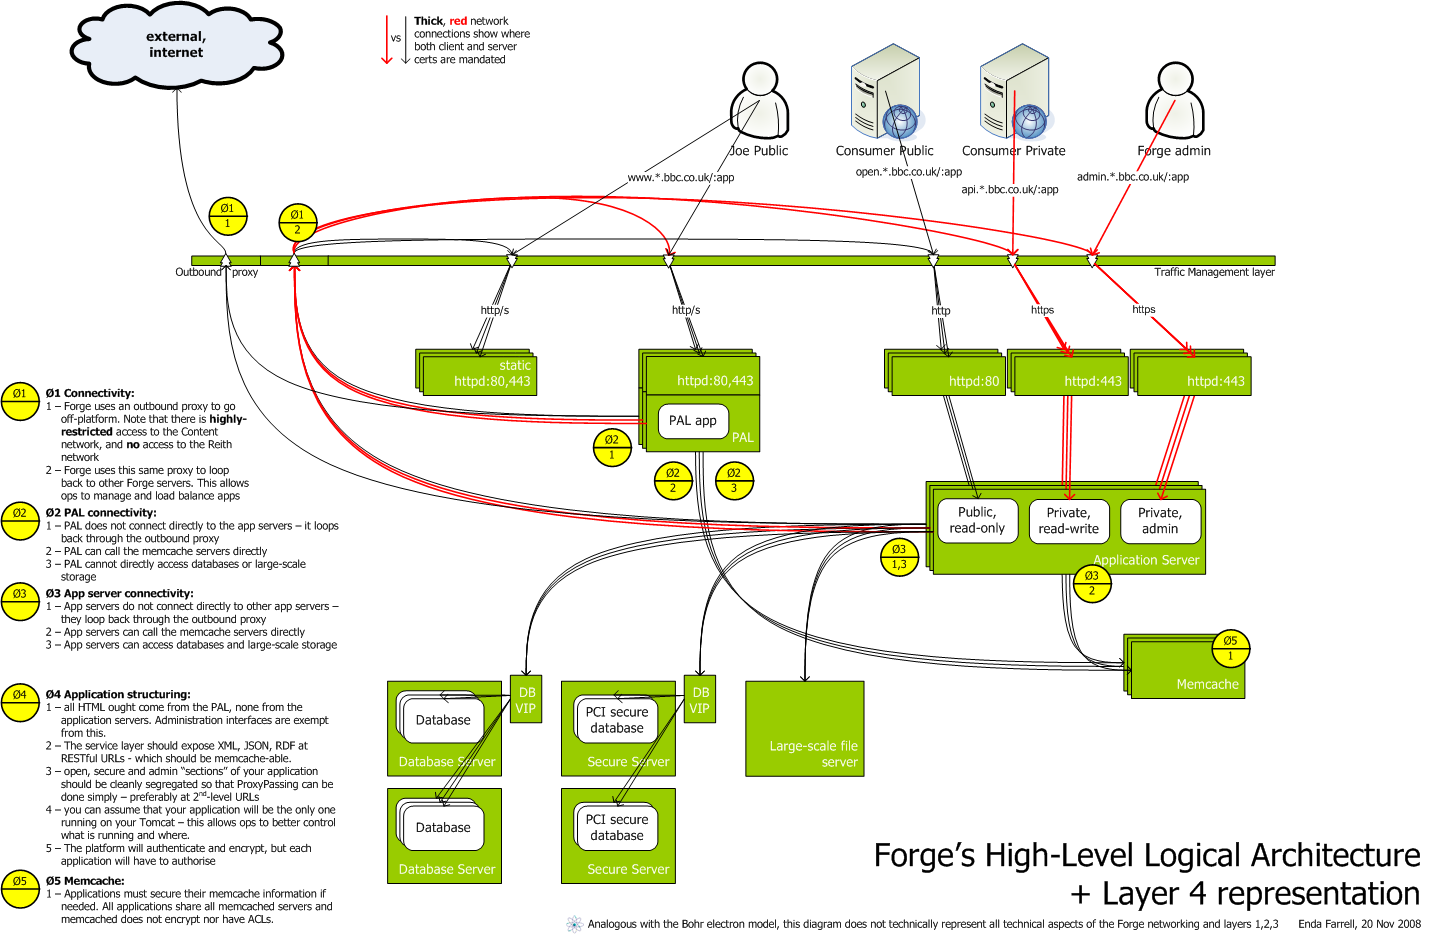 external,
internet
Thick, red network
connections show where
both client and server
certs are mandated
vs
Joe Public
Consumer Public
Consumer Private
Forge admin
www.*.bbc.co.uk/:app
open.*.bbc.co.uk/:app
api.*.bbc.co.uk/:app
admin.*.bbc.co.uk/:app
Ø1
1
Ø1
2
Outbound proxy
Traffic Management layer
http/s
http/s
http
https
https
static
httpd:80,443
httpd:80,443
httpd:80
httpd:443
httpd:443
PAL app
PAL
Ø2
1
Ø2
2
Ø2
3
Public,
read-only
Private,
read-write
Private,
admin
Application Server
Ø3
1,3
Ø3
2
Ø5
1
Memcache
DB
VIP
DB
VIP
Database
Database Server
PCI secure
database
Secure Server
Large-scale file
server
Database
Database Server
PCI secure
database
Secure Server
Ø1
Ø1 Connectivity:
1 – Forge uses an outbound proxy to go
off-platform. Note that there is highly-
restricted access to the Content
network, and no access to the Reith
network
2 – Forge uses this same proxy to loop
back to other Forge servers. This allows
ops to manage and load balance apps
Ø2
Ø2 PAL connectivity:
1 – PAL does not connect directly to the app servers – it loops
back through the outbound proxy
2 – PAL can call the memcache servers directly
3 – PAL cannot directly access databases or large-scale
storage
Ø3
Ø3 App server connectivity:
1 – App servers do not connect directly to other app servers –
they loop back through the outbound proxy
2 – App servers can call the memcache servers directly
3 – App servers can access databases and large-scale storage
Ø4
Ø4 Application structuring:
1 – all HTML ought come from the PAL, none from the
application servers. Administration interfaces are exempt
from this.
2 – The service layer should expose XML, JSON, RDF at
RESTful URLs - which should be memcache-able.
3 – open, secure and admin “sections” of your application
should be cleanly segregated so that ProxyPassing can be
done simply – preferably at 2nd-level URLs
4 – you can assume that your application will be the only one
running on your Tomcat – this allows ops to better control
what is running and where.
5 – The platform will authenticate and encrypt, but each
application will have to authorise
Ø5
Ø5 Memcache:
1 – Applications must secure their memcache information if
needed. All applications share all memcached servers and
memcached does not encrypt nor have ACLs.
Forge’s High-Level Logical Architecture
+ Layer 4 representation
Analogous with the Bohr electron model, this diagram does not technically represent all technical aspects of the Forge networking and layers 1,2,3
Enda Farrell, 20 Nov 2008